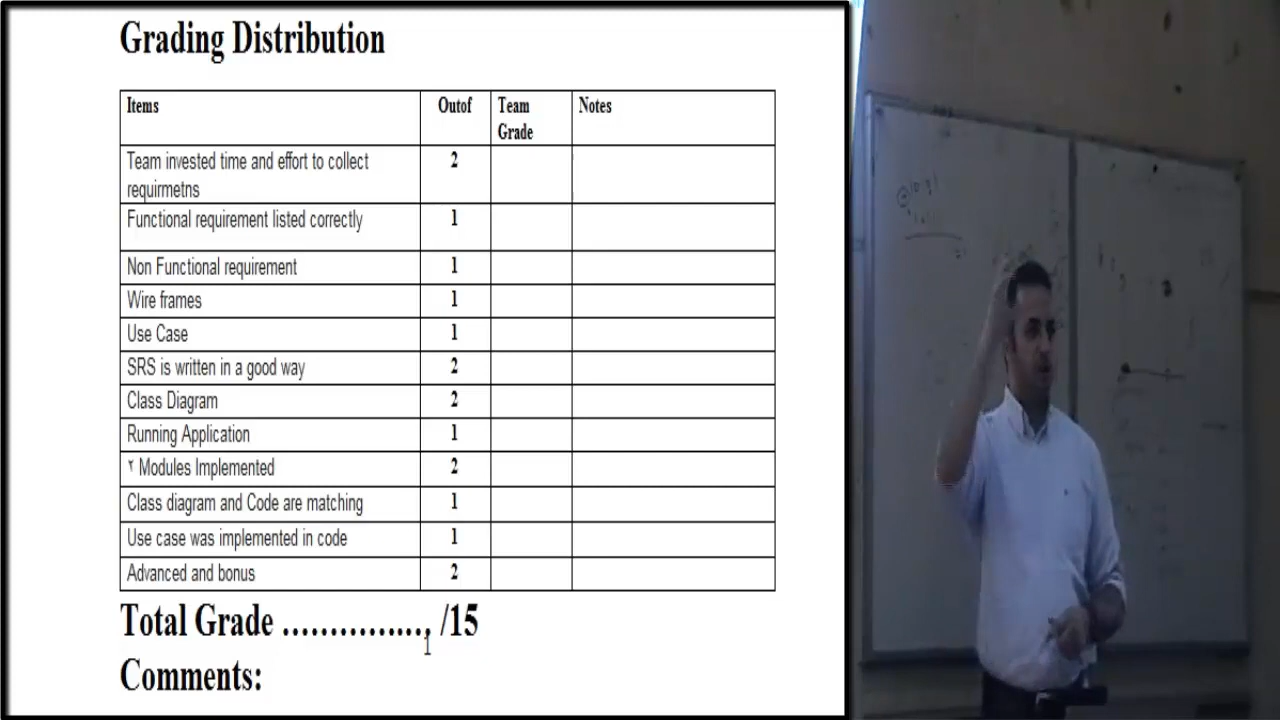 Grading Distribution
Items Outof Team Grade Notes
Team invested time and effort to collect requirmetns 2
Functional requirement listed correctly 1
Non Functional requirement 1
Wire frames 1
Use Case 1
SRS is written in a good way 2
Class Diagram 2
Running Application 1
٢ Modules Implemented 2
Class diagram and Code are matching 1
Use case was implemented in code 1
Advanced and bonus 2
Total Grade ................, /15
Comments: